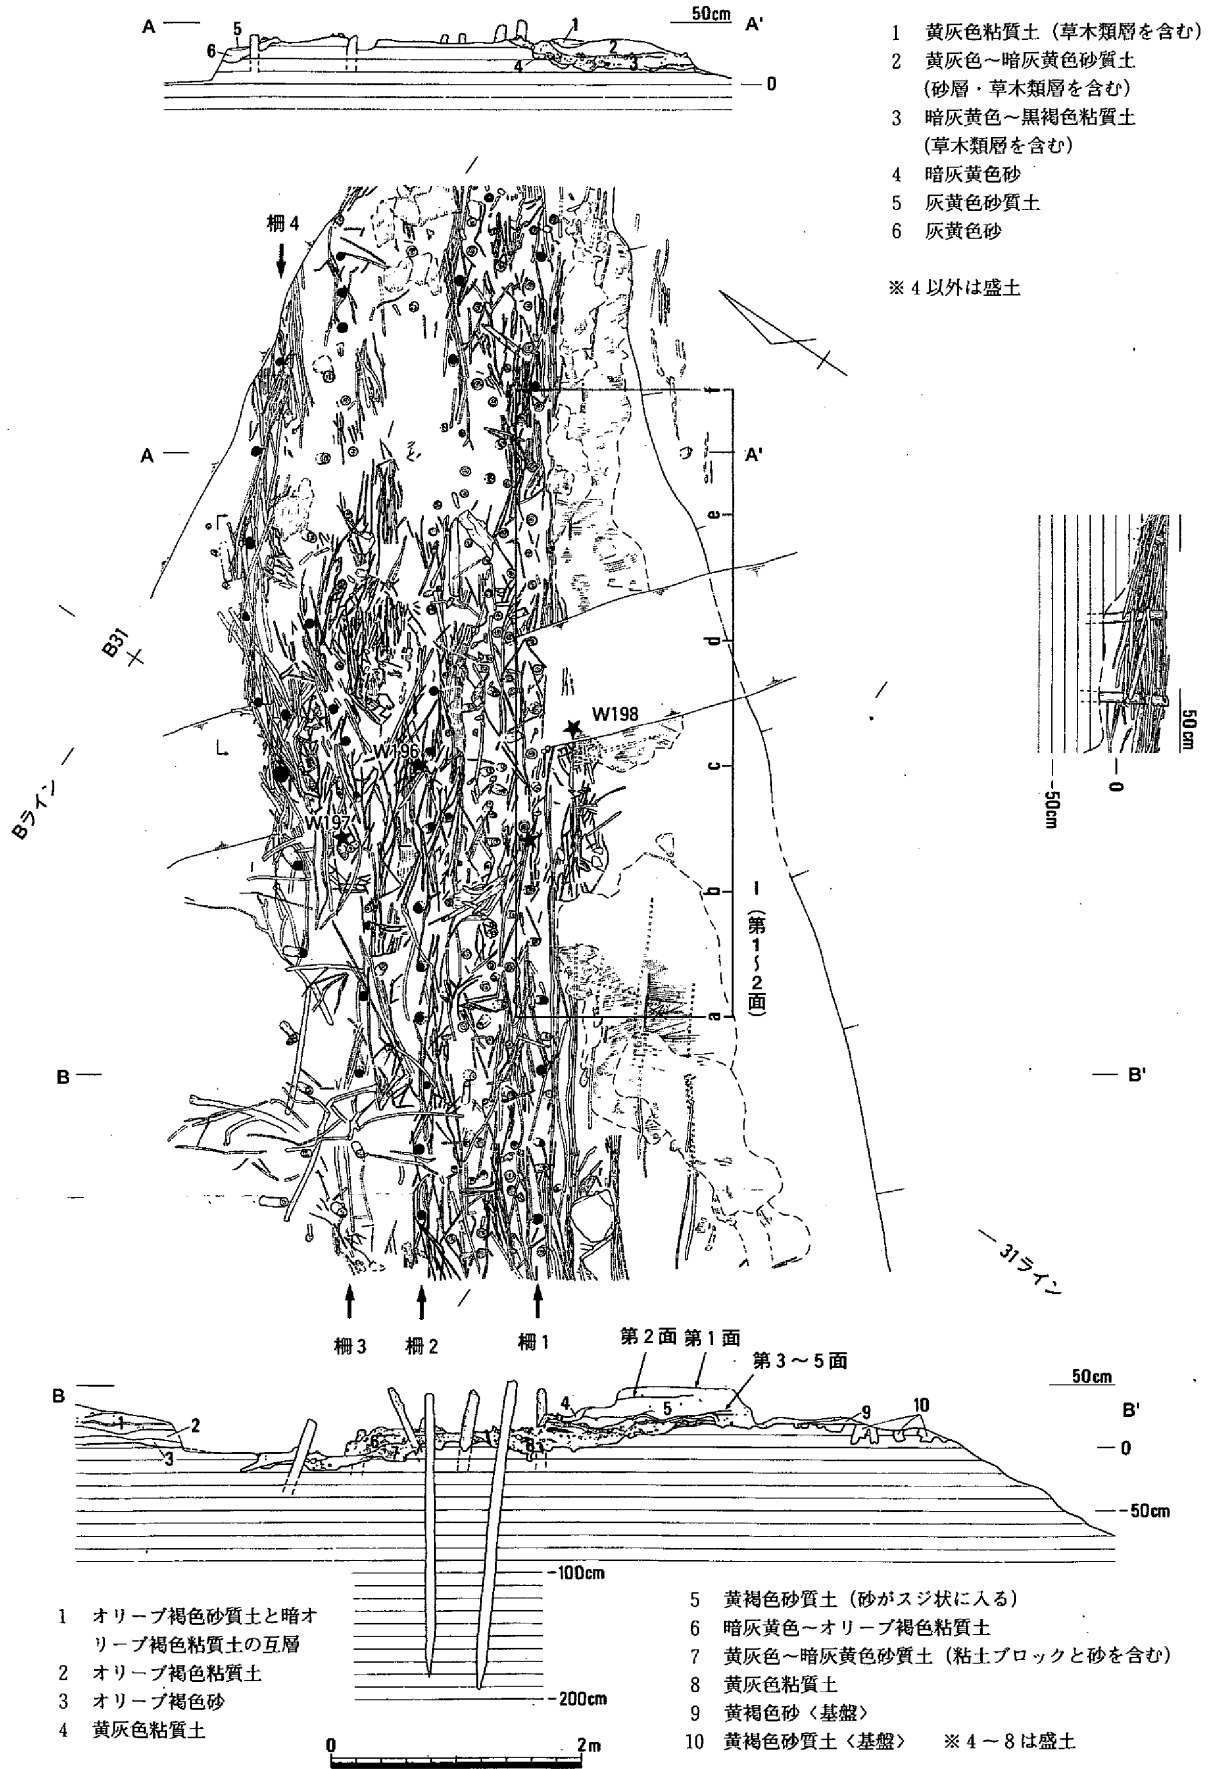 A
A'
50cm
5
6
1
2
3
4
0
1 黄灰色粘質土（草木類層を含む）
2 黄灰色～暗灰黄色砂質土
（砂層・草木類層を含む）
3 暗灰黄色～黒褐色粘質土
（草木類層を含む）
4 暗灰黄色砂
5 灰黄色砂質土
6 灰黄色砂
※4以外は盛土
柵4
A
A'
f
e
d
c
b
a
I（第1～2面）
B31
Bライン
W198
W196
W197
50cm
0
-50cm
B
B'
31ライン
柵3
柵2
柵1
第2面
第1面
第3～5面
50cm
B
B'
1
2
3
4
5
6
7
8
9
10
0
-50cm
-100cm
-200cm
1 オリーブ褐色砂質土と暗オ
リーブ褐色粘質土の互層
2 オリーブ褐色粘質土
3 オリーブ褐色砂
4 黄灰色粘質土
5 黄褐色砂質土（砂がスジ状に入る）
6 暗灰黄色～オリーブ褐色粘質土
7 黄灰色～暗灰黄色砂質土（粘土ブロックと砂を含む）
8 黄灰色粘質土
9 黄褐色砂〈基盤〉
10 黄褐色砂質土〈基盤〉 ※4～8は盛土
0
2m